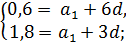 {0,6 = a₁ + 6d,
1,8 = a₁ + 3d;